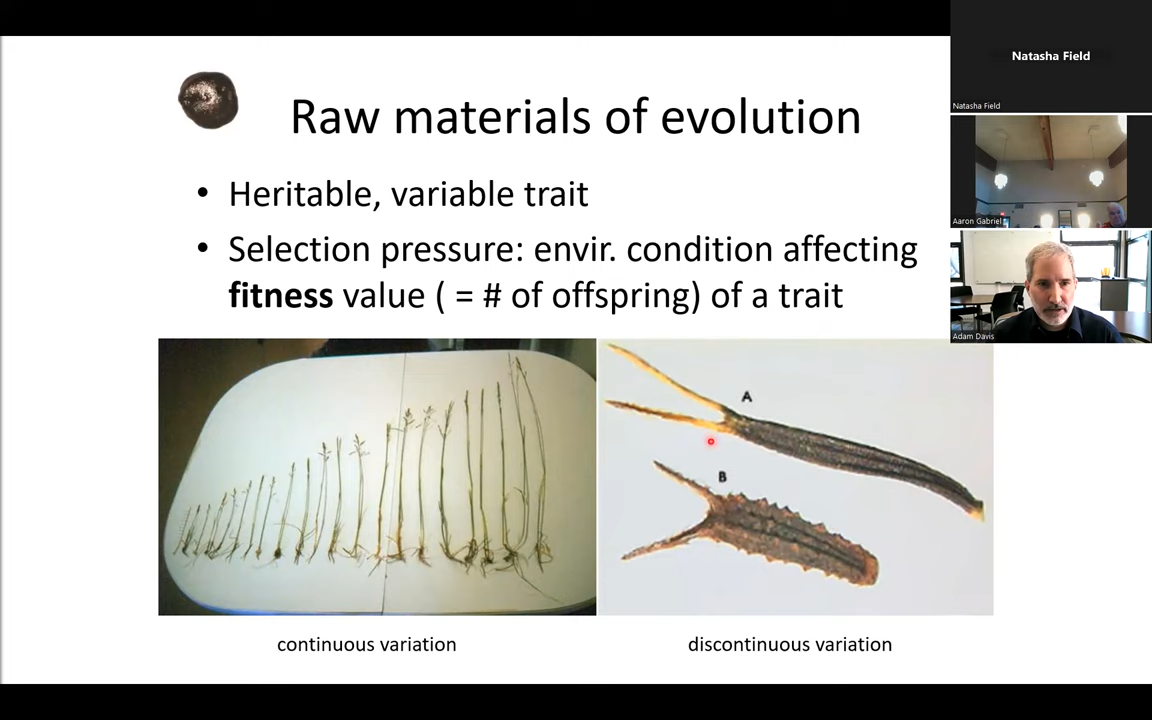 Natasha Field
Natasha Field
Raw materials of evolution
Aaron Gabriel
• Heritable, variable trait
• Selection pressure: envir. condition affecting
fitness value ( = # of offspring) of a trait
Adam Davis
A
B
continuous variation
discontinuous variation